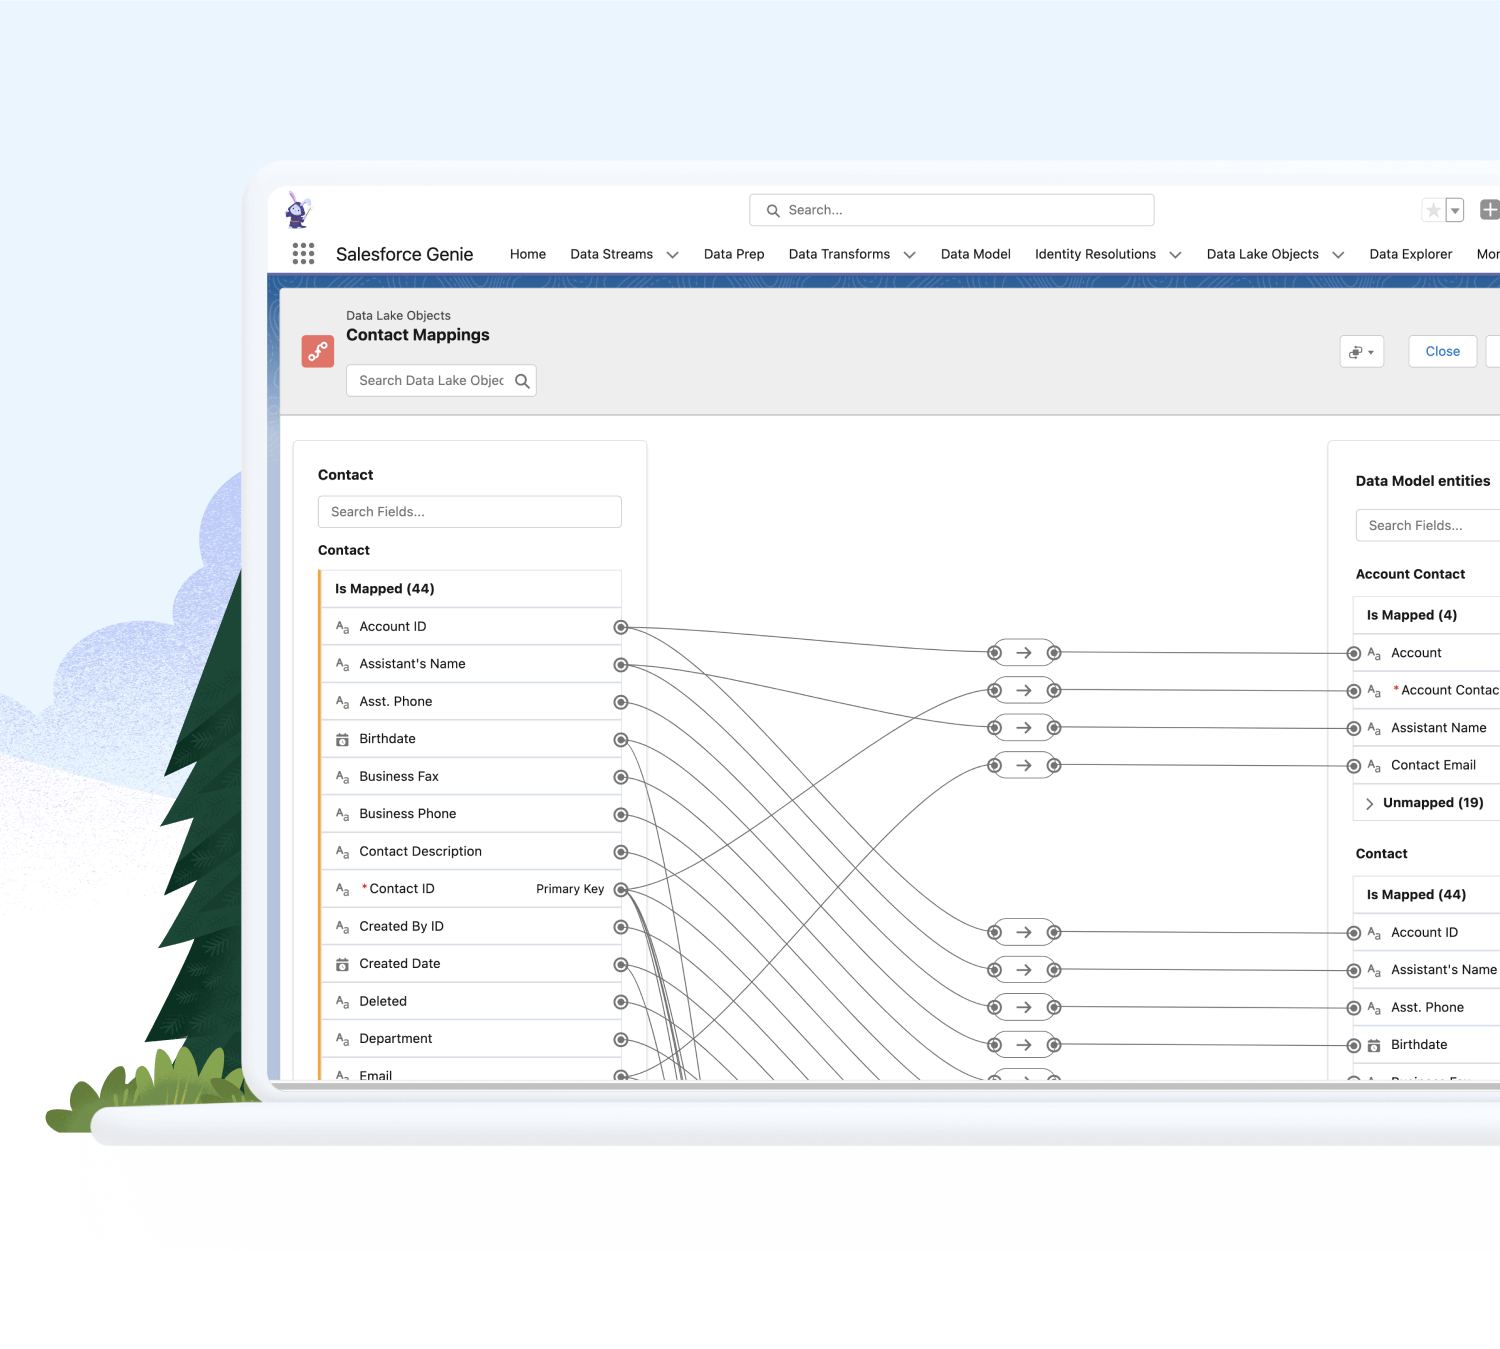 Search...
Salesforce Genie
Home
Data Streams
Data Prep
Data Transforms
Data Model
Identity Resolutions
Data Lake Objects
Data Explorer
Data Lake Objects
Contact Mappings
Close
Search Data Lake Objec
Contact
Search Fields...
Contact
Is Mapped (44)
Account ID
Assistant's Name
Asst. Phone
Birthdate
Business Fax
Business Phone
Contact Description
*Contact ID Primary Key
Created By ID
Created Date
Deleted
Department
Email
Data Model entities
Search Fields...
Account Contact
Is Mapped (4)
Account
*Account Contac
Assistant Name
Contact Email
Unmapped (19)
Contact
Is Mapped (44)
Account ID
Assistant's Name
Asst. Phone
Birthdate